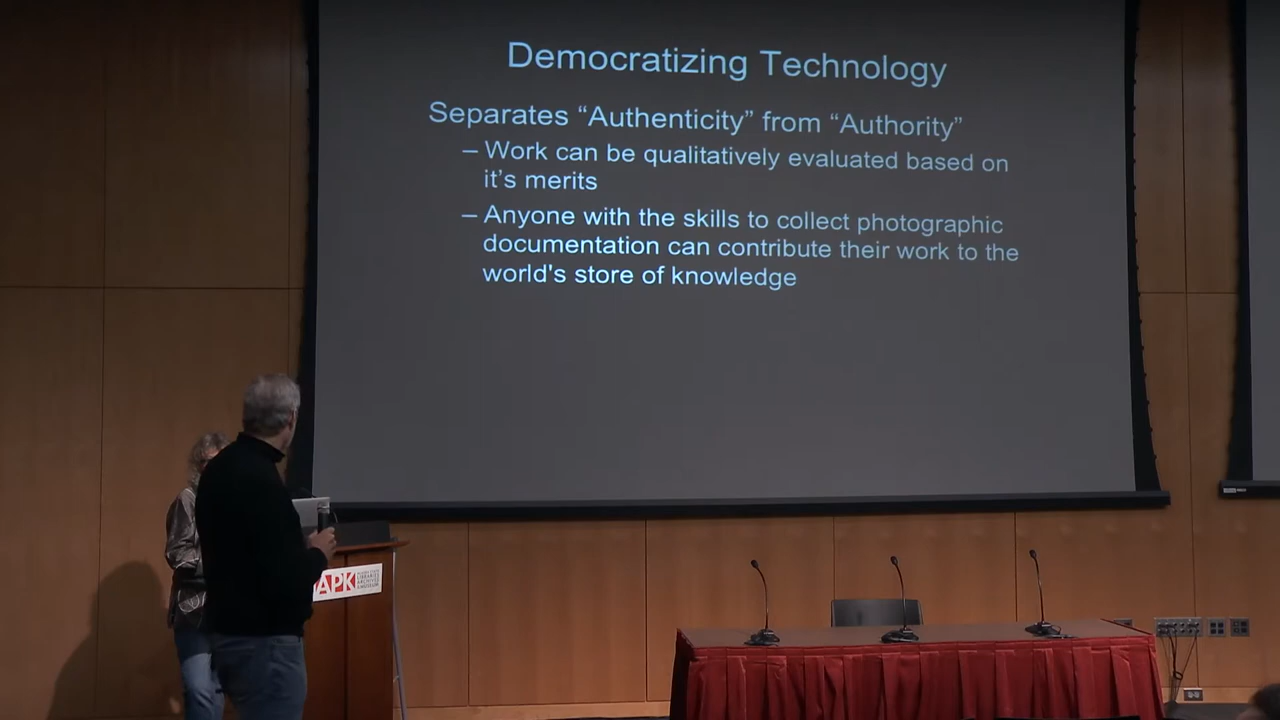 Democratizing Technology
Separates “Authenticity” from “Authority”
– Work can be qualitatively evaluated based on
it’s merits
– Anyone with the skills to collect photographic
documentation can contribute their work to the
world's store of knowledge
APK